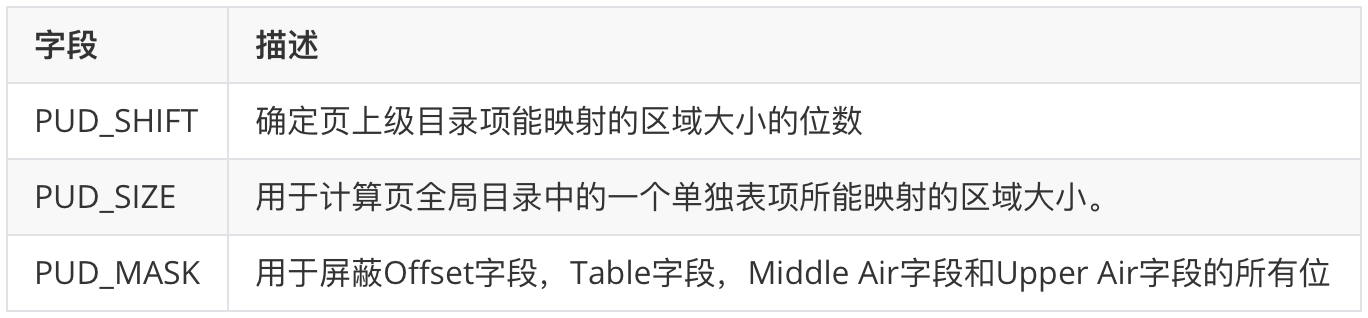 字段 描述
PUD_SHIFT 确定页上级目录项能映射的区域大小的位数
PUD_SIZE 用于计算页全局目录中的一个单独表项所能映射的区域大小。
PUD_MASK 用于屏蔽Offset字段，Table字段，Middle Air字段和Upper Air字段的所有位